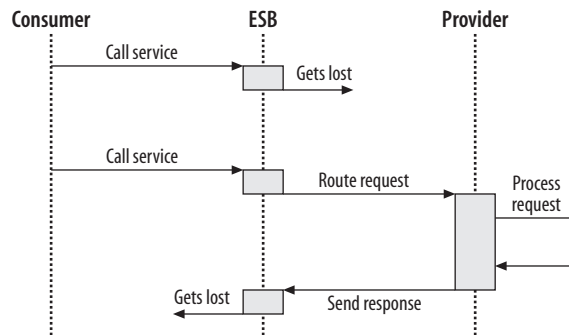 Consumer
ESB
Provider
Call service
Gets lost
Call service
Route request
Process
request
Gets lost
Send response